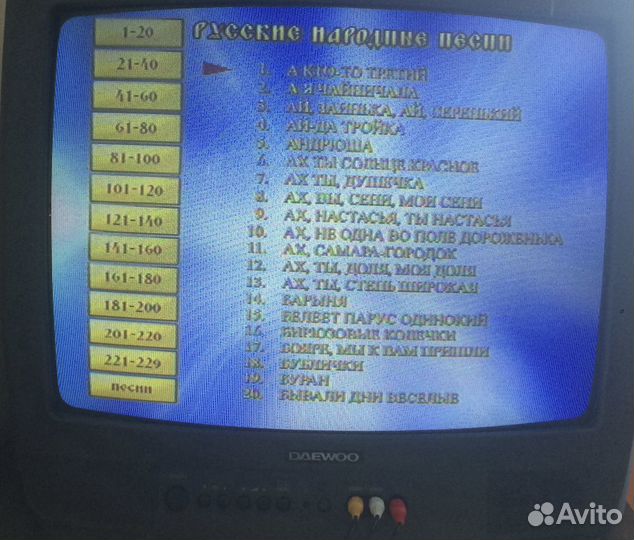 РУССКИЕ НАРОДНЫЕ ПЕСНИ
1-20
21-40
41-60
61-80
81-100
101-120
121-140
141-160
161-180
181-200
201-220
221-229
ПЕСНИ
1. А КТО-ТО ТРЕТИЙ
2. А Я ЧАЙНИЧАЛА
3. АЙ, ЗАИНЬКА, АЙ, СЕРЕНЬКИЙ
4. АЙ-ДА ТРОЙКА
5. АНДРЮША
6. АХ ТЫ СОЛНЦЕ КРАСНОЕ
7. АХ ТЫ, ДУШЕЧКА
8. АХ, ВЫ, СЕНИ, МОИ СЕНИ
9. АХ, НАСТАСЬЯ, ТЫ НАСТАСЬЯ
10. АХ, НЕ ОДНА ВО ПОЛЕ ДОРОЖЕНЬКА
11. АХ, САМАРА-ГОРОДОК
12. АХ, ТЫ, ДОЛЯ, МОЯ ДОЛЯ
13. АХ, ТЫ, СТЕПЬ ШИРОКАЯ
14. БАРЫНЯ
15. БЕЛЕЕТ ПАРУС ОДИНОКИЙ
16. БИРЮЗОВЫЕ КОЛЕЧКИ
17. БОЯРЕ, МЫ К ВАМ ПРИШЛИ
18. БУБЛИЧКИ
19. БУРАН
20. БЫВАЛИ ДНИ ВЕСЕЛЫЕ
DAEWOO
Avito